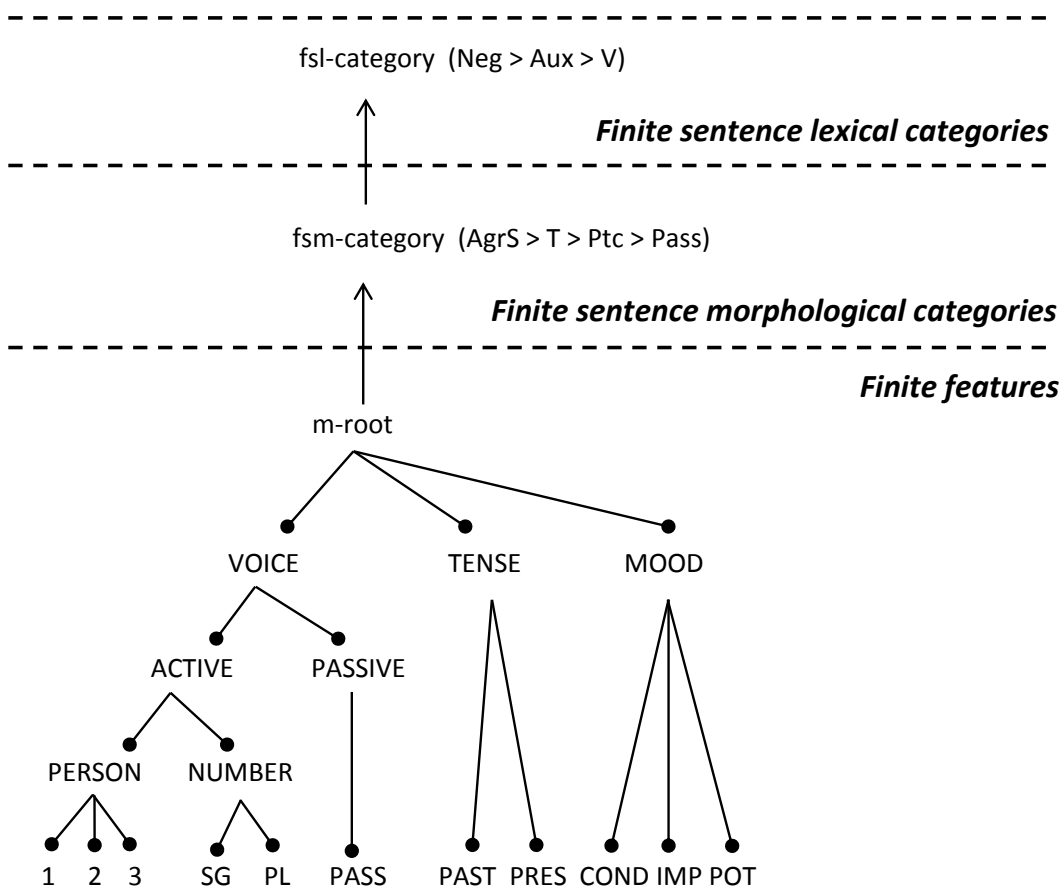 fsl-category (Neg > Aux > V)
Finite sentence lexical categories
fsm-category (AgrS > T > Ptc > Pass)
Finite sentence morphological categories
Finite features
m-root
VOICE TENSE MOOD
ACTIVE PASSIVE
PERSON NUMBER
1 2 3 SG PL PASS PAST PRES COND IMP POT